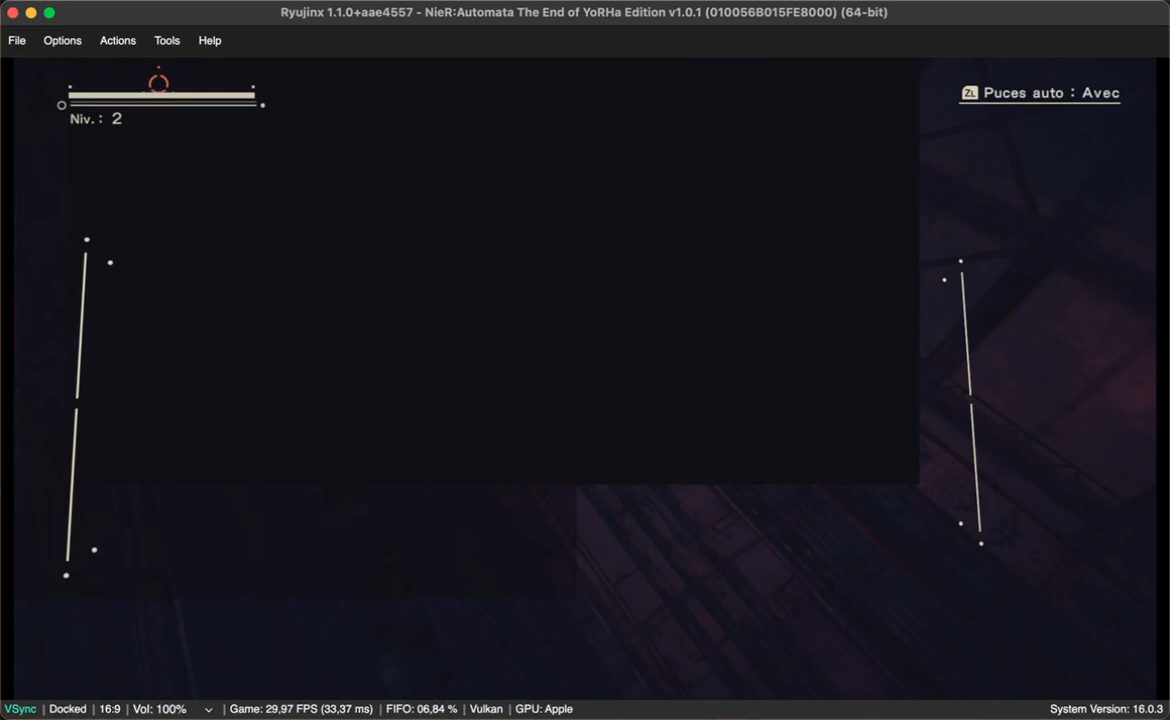 Ryujinx 1.1.0+aae4557 - NieR:Automata The End of YoRHa Edition v1.0.1 (010056B015FE8000) (64-bit)
File Options Actions Tools Help
ZL Puces auto : Avec
Niv. : 2
VSync | Docked | 16:9 | Vol: 100% | Game: 29,97 FPS (33,37 ms) | FIFO: 06,84 % | Vulkan | GPU: Apple System Version: 16.0.3